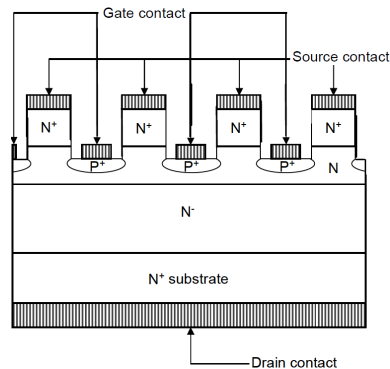 Gate contact
Source contact
N+ N+ N+ N+
P+ P+ P+ N
N-
N+ substrate
Drain contact